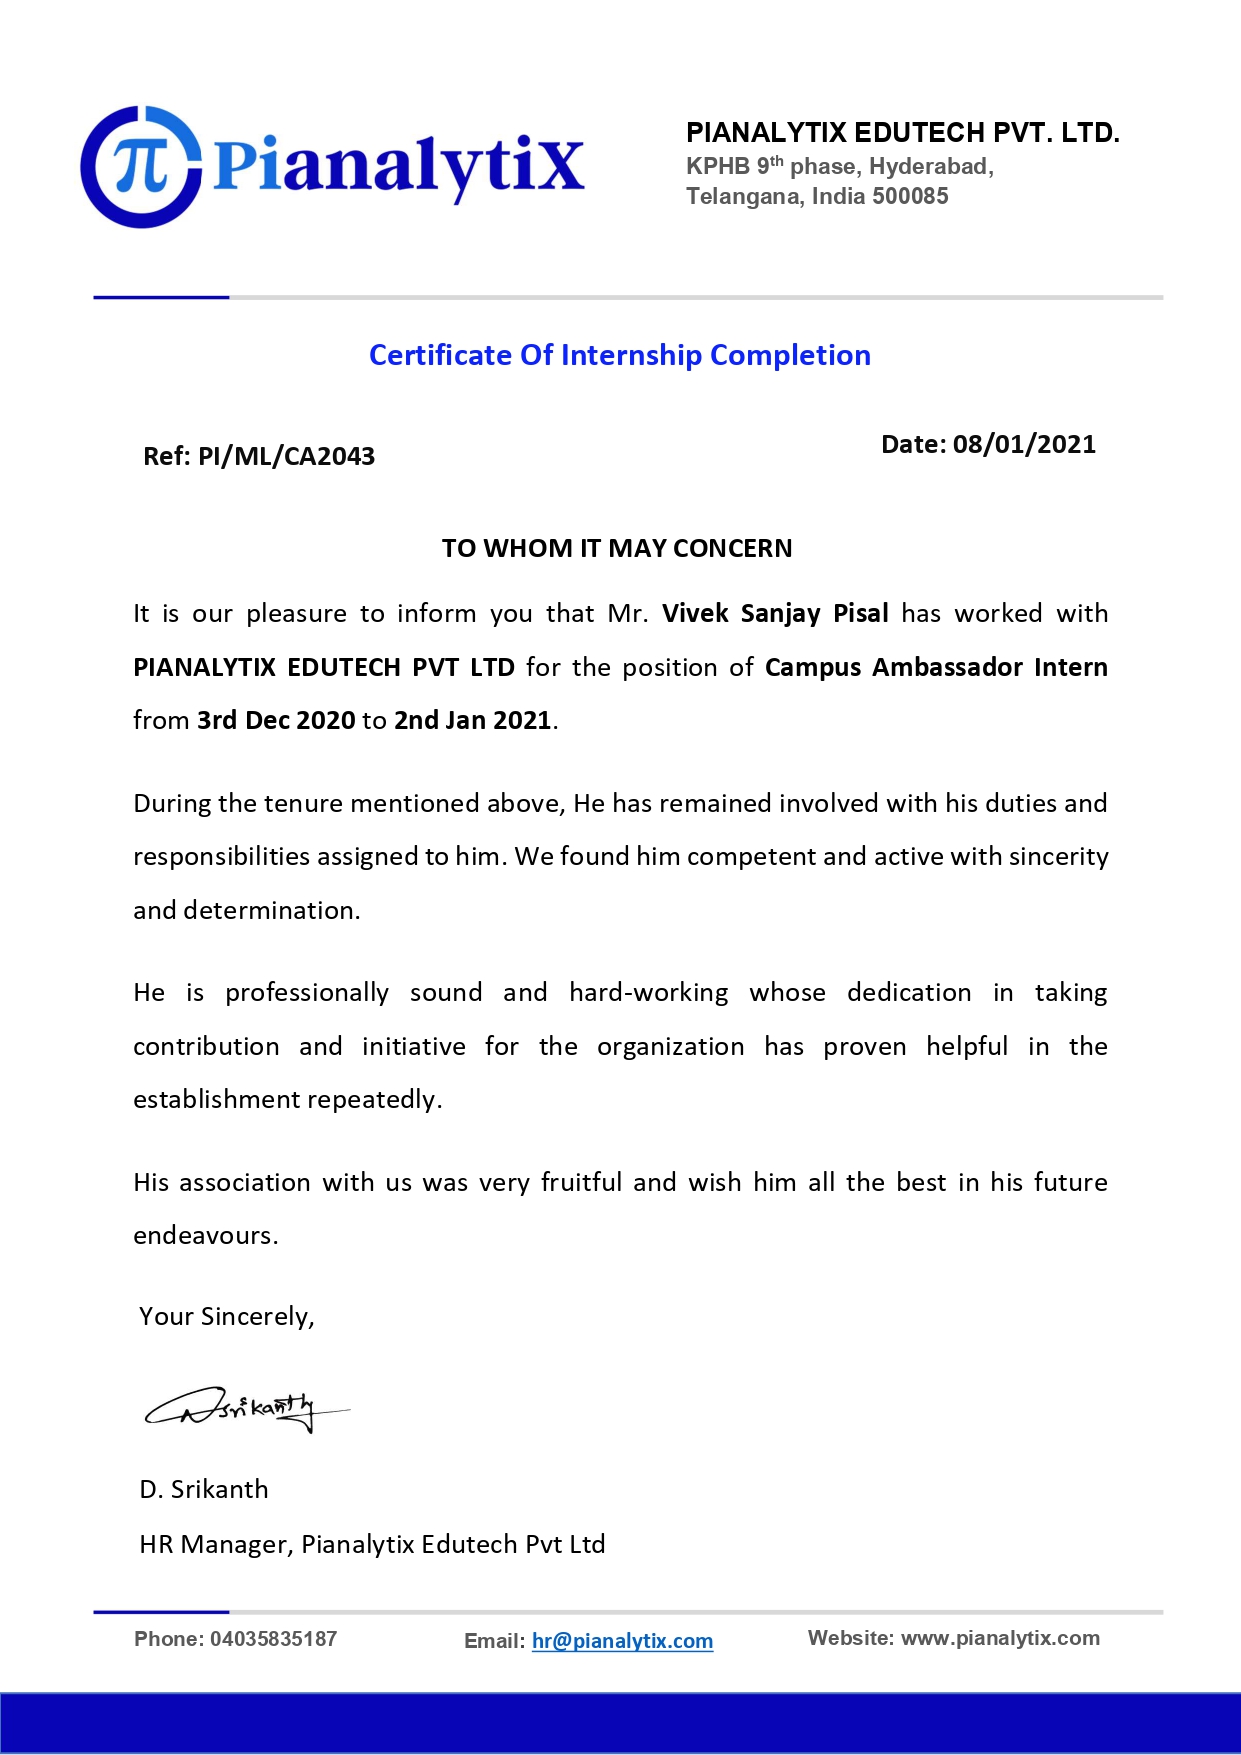 π PianalytiX
PIANALYTIX EDUTECH PVT. LTD.
KPHB 9th phase, Hyderabad,
Telangana, India 500085
Certificate Of Internship Completion
Ref: PI/ML/CA2043
Date: 08/01/2021
TO WHOM IT MAY CONCERN
It is our pleasure to inform you that Mr. Vivek Sanjay Pisal has worked with
PIANALYTIX EDUTECH PVT LTD for the position of Campus Ambassador Intern
from 3rd Dec 2020 to 2nd Jan 2021.
During the tenure mentioned above, He has remained involved with his duties and
responsibilities assigned to him. We found him competent and active with sincerity
and determination.
He is professionally sound and hard-working whose dedication in taking
contribution and initiative for the organization has proven helpful in the
establishment repeatedly.
His association with us was very fruitful and wish him all the best in his future
endeavours.
Your Sincerely,
DSrikanth
D. Srikanth
HR Manager, Pianalytix Edutech Pvt Ltd
Phone: 04035835187
Email: hr@pianalytix.com
Website: www.pianalytix.com